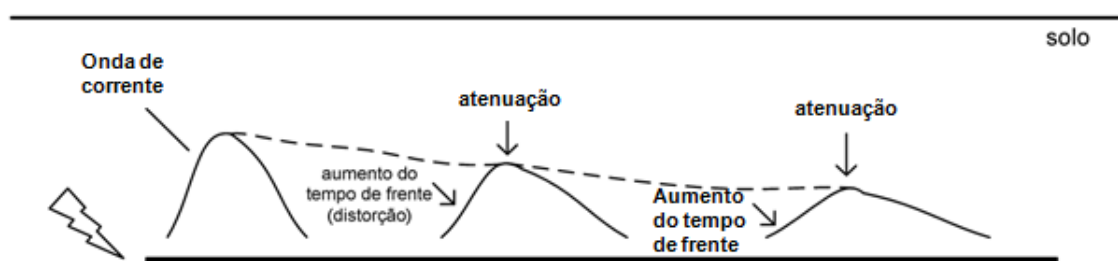 solo
Onda de
corrente
atenuação
atenuação
aumento do
tempo de frente
(distorção)
Aumento
do tempo
de frente